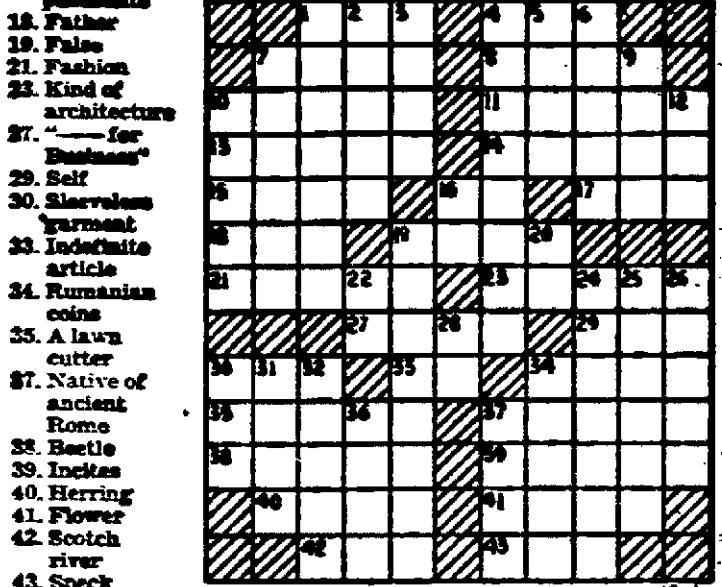 18. Father
19. False
21. Fashion
23. Kind of
architecture
27. "—— for
Business"
29. Self
30. Sleeveless
garment
33. Indefinite
article
34. Rumanian
coins
35. A lawn
cutter
37. Native of
ancient
Rome
38. Beetle
39. Incites
40. Herring
41. Flower
42. Scotch
river
43. Speck
1 2 3 4 5 6
7 8 9
10 11 12
13 14
15 16 17
18 19 20
21 22 23 24 25 26
27 28 29
30 31 32 33 34
35 36 37
38 39
40 41
42 43